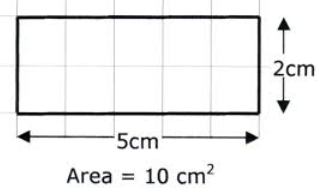 2cm
5cm
Area = 10 cm²